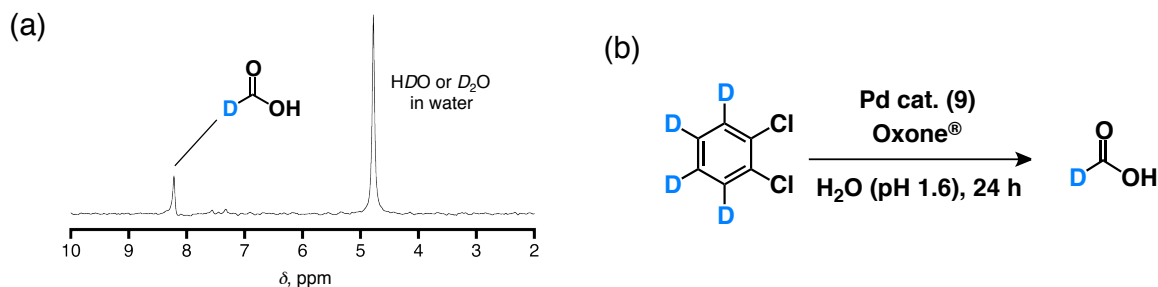 (a)
O
D
OH
HDO or D₂O
in water
10 9 8 7 6 5 4 3 2
δ, ppm
(b)
D
D
Cl
D
Cl
D
Pd cat. (9)
Oxone®
H₂O (pH 1.6), 24 h
O
D
OH